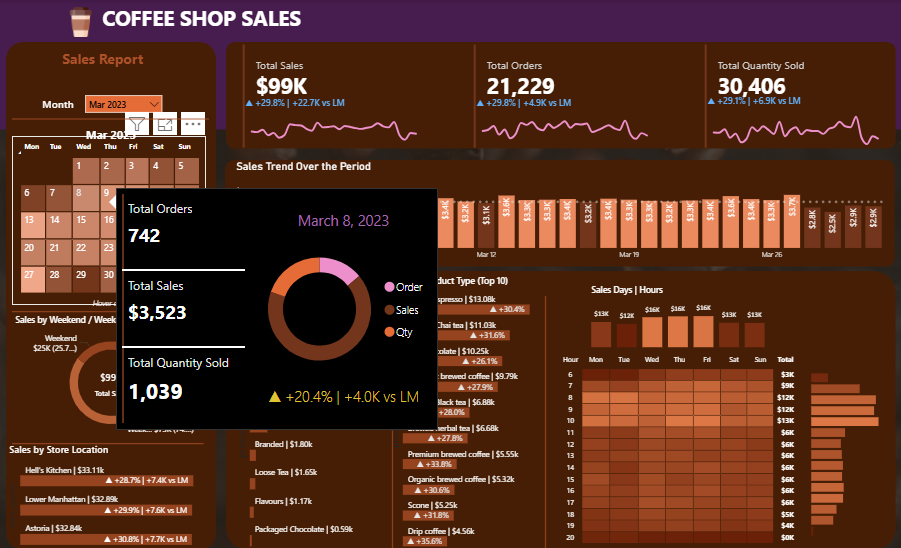 COFFEE SHOP SALES
Sales Report
Month
Mar 2023
Mar 2023
Mon Tue Wed Thu Fri Sat Sun
1 2 3 4 5
6 7 8 9
13 14 15 16
20 21 22 23
27 28 29 30
Total Sales
$99K
+29.8% | +22.7K vs LM
Total Orders
21,229
+29.8% | +4.9K vs LM
Total Quantity Sold
30,406
+29.1% | +6.9K vs LM
Sales Trend Over the Period
$3.4K $3.2K $3.1K $3.6K $3.3K $3.3K $3.3K $3.4K $3.2K $3.4K $3.3K $3.3K $3.2K $3.3K $3.4K $3.6K $3.4K $3.3K $3.7K $2.8K $2.5K $2.9K $2.9K
Mar 12 Mar 19 Mar 26
March 8, 2023
Total Orders
742
Total Sales
$3,523
Total Quantity Sold
1,039
Order
Sales
Qty
+20.4% | +4.0K vs LM
Sales by Weekend / Week
Weekend
$25K (25.7...)
$99
Total S
Sales by Store Location
Hell's Kitchen | $33.11k
+28.7% | +7.4K vs LM
Lower Manhattan | $32.89k
+29.9% | +7.6K vs LM
Astoria | $32.84k
+30.8% | +7.7K vs LM
Branded | $1.80k
Loose Tea | $1.65k
Flavours | $1.17k
Packaged Chocolate | $0.59k
duct Type (Top 10)
spresso | $13.08k
+30.4%
Chai tea | $11.03k
+31.6%
colate | $10.25k
+26.1%
brewed coffee | $9.79k
+27.9%
Black tea | $6.88k
+28.0%
herbal tea | $6.68k
+27.8%
Premium brewed coffee | $5.55k
+33.8%
Organic brewed coffee | $5.32k
+30.6%
Scone | $5.25k
+31.8%
Drip coffee | $4.56k
+35.6%
Sales Days | Hours
$13K $12K $16K $16K $16K $13K $13K
Hour Mon Tue Wed Thu Fri Sat Sun Total
6 $3K
7 $9K
8 $12K
9 $12K
10 $13K
11 $6K
12 $6K
13 $6K
14 $6K
15 $6K
16 $6K
17 $6K
18 $5K
19 $4K
20 $0K